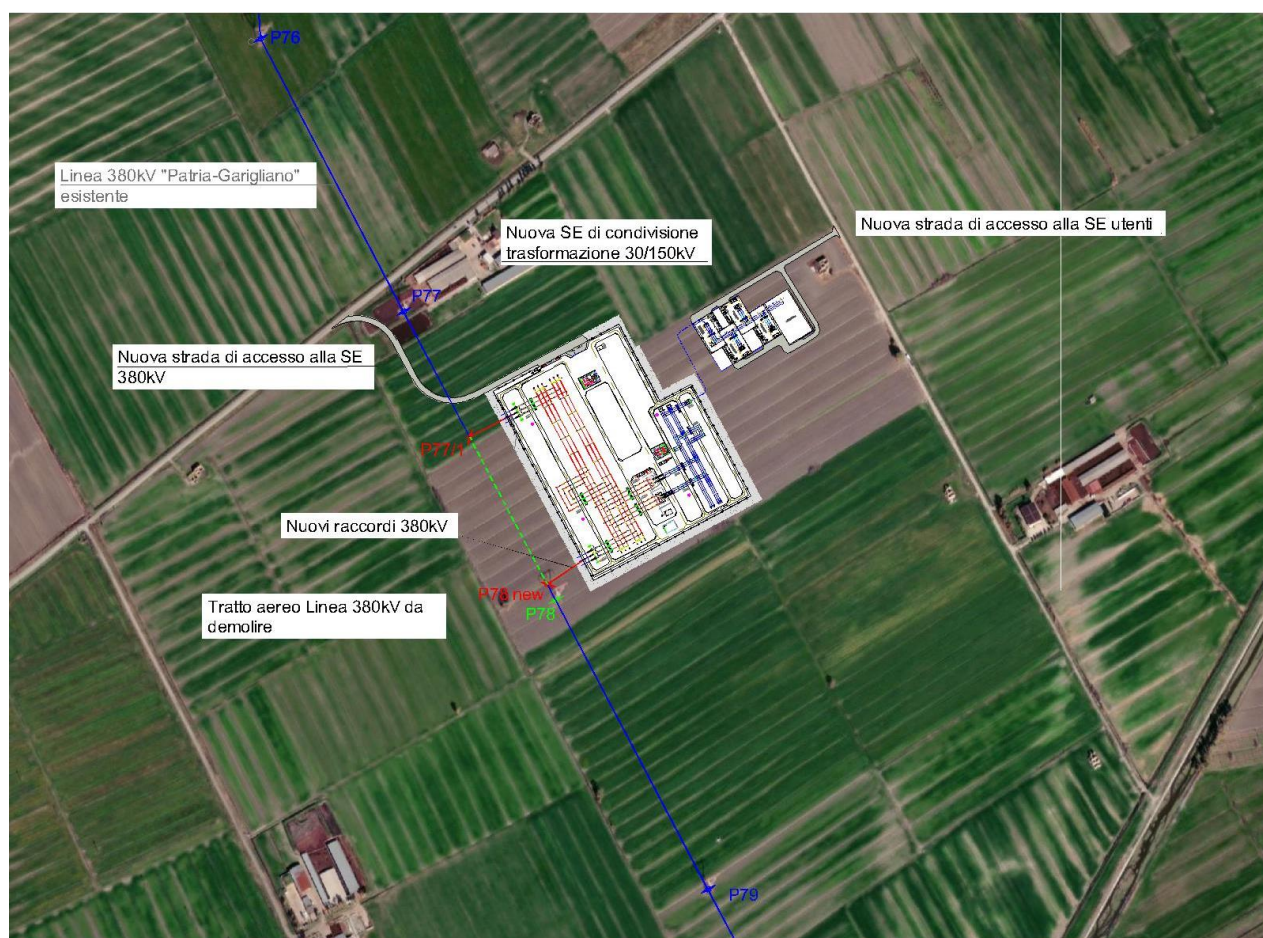 P76
Linea 380kV "Patria-Garigliano"
esistente
Nuova SE di condivisione
trasformazione 30/150kV
Nuova strada di accesso alla SE utenti
P77
Nuova strada di accesso alla SE
380kV
P77/1
Nuovi raccordi 380kV
P78 new
P78
Tratto aereo Linea 380kV da
demolire
P79